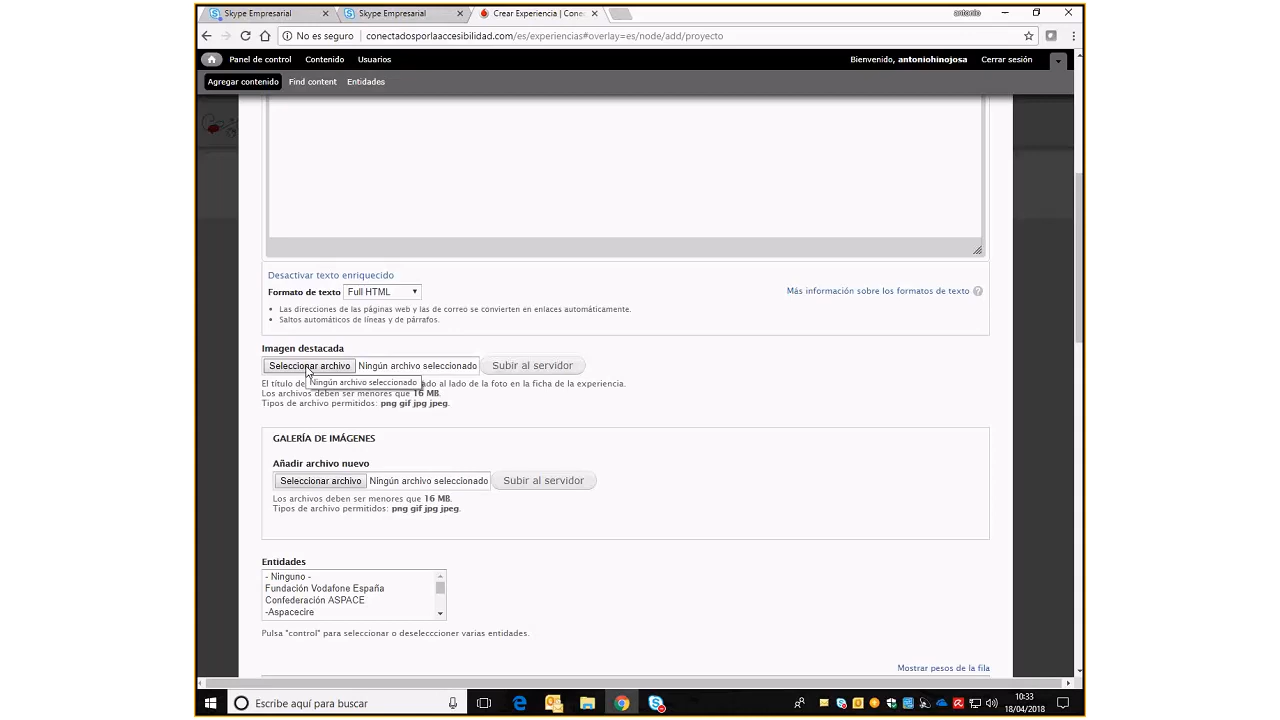 Skype Empresarial
Skype Empresarial
Crear Experiencia | Cone
antonio
No es seguro
conectadosporlaaccesibilidad.com/es/experiencias#overlay=es/node/add/proyecto
Panel de control
Contenido
Usuarios
Bienvenido, antoniohinojosa
Cerrar sesión
Agregar contenido
Find content
Entidades
Desactivar texto enriquecido
Formato de texto Full HTML
Más información sobre los formatos de texto ?
Las direcciones de las páginas web y las de correo se convierten en enlaces automáticamente.
Saltos automáticos de líneas y de párrafos.
Imagen destacada
Seleccionar archivo Ningún archivo seleccionado Subir al servidor
Ningún archivo seleccionado
El título de ado al lado de la foto en la ficha de la experiencia.
Los archivos deben ser menores que 16 MB.
Tipos de archivo permitidos: png gif jpg jpeg.
GALERÍA DE IMÁGENES
Añadir archivo nuevo
Seleccionar archivo Ningún archivo seleccionado Subir al servidor
Los archivos deben ser menores que 16 MB.
Tipos de archivo permitidos: png gif jpg jpeg.
Entidades
- Ninguno -
Fundación Vodafone España
Confederación ASPACE
-Aspacecire
Pulsa "control" para seleccionar o deselecccioner varias entidades.
Mostrar pesos de la fila
Escribe aquí para buscar
10:33
18/04/2018